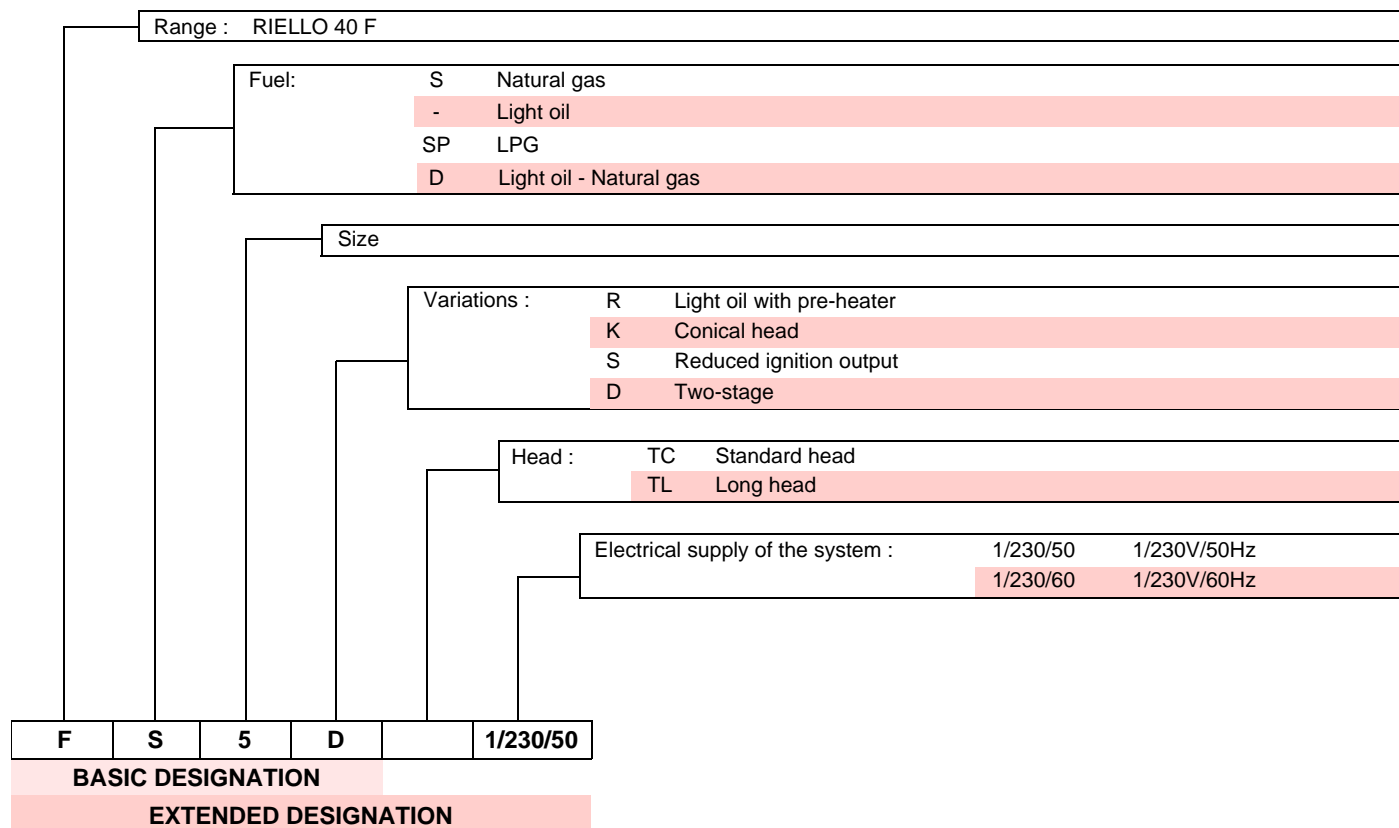 Range : RIELLO 40 F
Fuel: S Natural gas
- Light oil
SP LPG
D Light oil - Natural gas
Size
Variations : R Light oil with pre-heater
K Conical head
S Reduced ignition output
D Two-stage
Head : TC Standard head
TL Long head
Electrical supply of the system : 1/230/50 1/230V/50Hz
1/230/60 1/230V/60Hz
F S 5 D 1/230/50
BASIC DESIGNATION
EXTENDED DESIGNATION